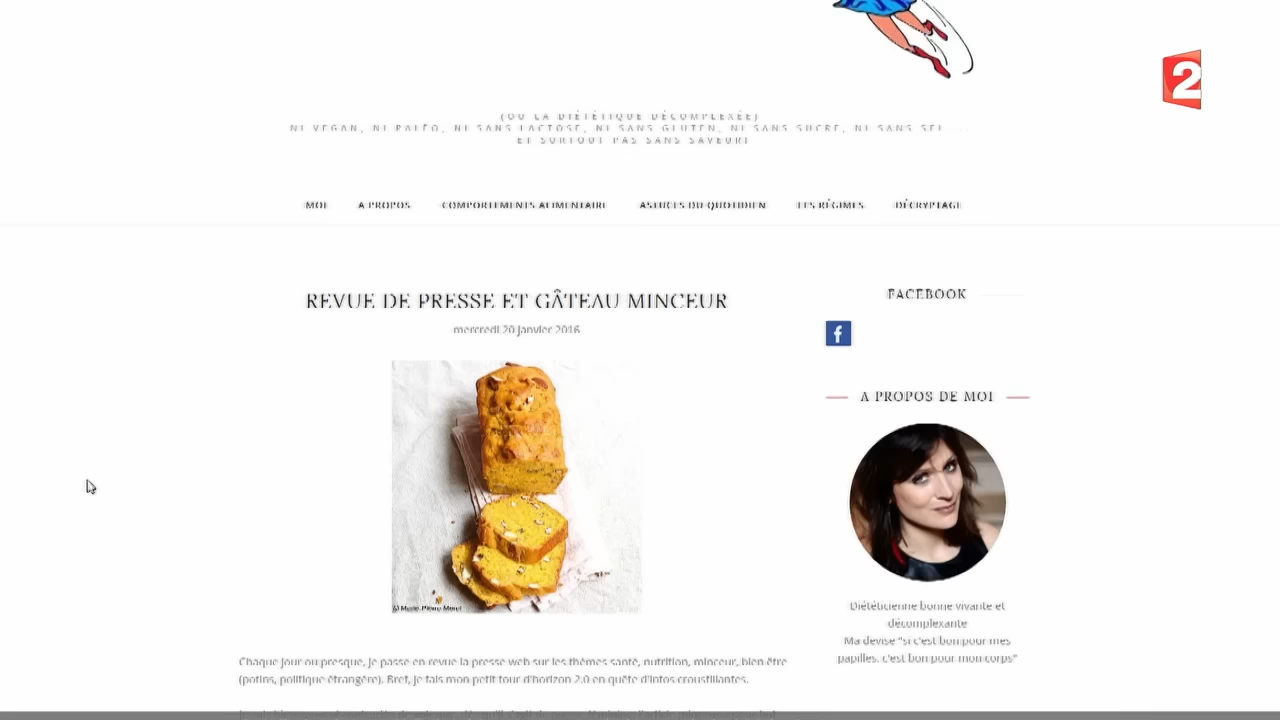 2
(OU LA DIÉTÉTIQUE DÉCOMPLEXÉE)
NI VEGAN, NI PALÉO, NI SANS LACTOSE, NI SANS GLUTEN, NI SANS SUCRE, NI SANS SEL ...
ET SURTOUT PAS SANS SAVEUR!
MOI A PROPOS COMPORTEMENTS ALIMENTAIRE ASTUCES DU QUOTIDIEN LES RÉGIMES DÉCRYPTAGE
REVUE DE PRESSE ET GÂTEAU MINCEUR
mercredi 20 janvier 2016
FACEBOOK
f
A PROPOS DE MOI
Diététicienne bonne vivante et
décomplexante
Ma devise "si c'est bon pour mes
papilles, c'est bon pour mon corps"
Chaque jour ou presque, je passe en revue la presse web sur les thèmes santé, nutrition, minceur, bien être
(potins, politique étrangère). Bref, je fais mon petit tour d'horizon 2.0 en quête d'infos croustillantes.